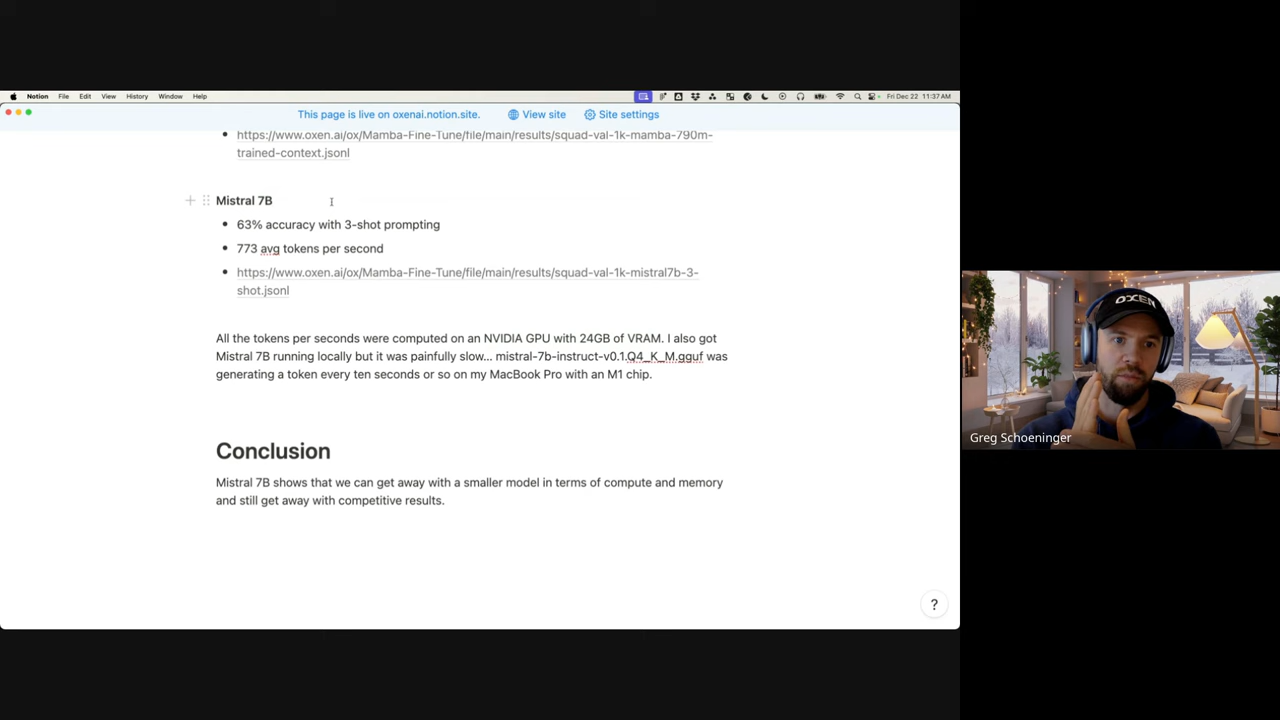 Notion File Edit View History Window Help Fri Dec 22 11:37 AM
This page is live on oxenai.notion.site. View site Site settings
https://www.oxen.ai/ox/Mamba-Fine-Tune/file/main/results/squad-val-1k-mamba-790m-
trained-context.jsonl
Mistral 7B
63% accuracy with 3-shot prompting
773 avg tokens per second
https://www.oxen.ai/ox/Mamba-Fine-Tune/file/main/results/squad-val-1k-mistral7b-3-
shot.jsonl
All the tokens per seconds were computed on an NVIDIA GPU with 24GB of VRAM. I also got
Mistral 7B running locally but it was painfully slow... mistral-7b-instruct-v0.1.Q4_K_M.gguf was
generating a token every ten seconds or so on my MacBook Pro with an M1 chip.
Conclusion
Mistral 7B shows that we can get away with a smaller model in terms of compute and memory
and still get away with competitive results.
?
OXEN
Greg Schoeninger